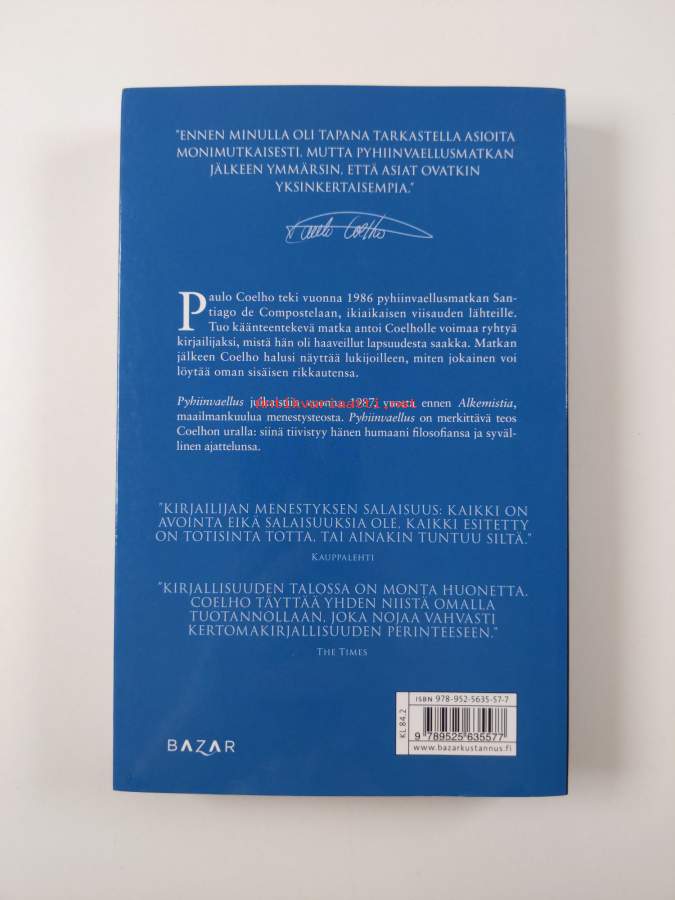 "ENNEN MINULLA OLI TAPANA TARKASTELLA ASIOITA
MONIMUTKAISESTI, MUTTA PYHIINVAELLUSMATKAN
JÄLKEEN YMMÄRSIN, ETTÄ ASIAT OVATKIN
YKSINKERTAISEMPIA."
Paulo Coelho
Paulo Coelho teki vuonna 1986 pyhiinvaellusmatkan San-
tiago de Compostelaan, ikiaikaisen viisauden lähteille.
Tuo käänteentekevä matka antoi Coelholle voimaa ryhtyä
kirjailijaksi, mistä hän oli haaveillut lapsuudesta saakka. Matkan
jälkeen Coelho halusi näyttää lukijoilleen, miten jokainen voi
löytää oman sisäisen rikkautensa.
Pyhiinvaellus julkaistiin vuonna 1987, vuotta ennen Alkemistia,
maailmankuulua menestysteosta. Pyhiinvaellus on merkittävä teos
Coelhon uralla: siinä tiivistyy hänen humaani filosofiansa ja syväl-
linen ajattelunsa.
"KIRJAILIJAN MENESTYKSEN SALAISUUS: KAIKKI ON
AVOINTA EIKÄ SALAISUUKSIA OLE, KAIKKI ESITETTY
ON TOTISINTA TOTTA, TAI AINAKIN TUNTUU SILTÄ."
KAUPPALEHTI
"KIRJALLISUUDEN TALOSSA ON MONTA HUONETTA.
COELHO TÄYTTÄÄ YHDEN NIISTÄ OMALLA
TUOTANNOLLAAN, JOKA NOJAA VAHVASTI
KERTOMAKIRJALLISUUDEN PERINTEESEEN."
THE TIMES
BAZAR
KL 84.2
ISBN 978-952-5635-57-7
9 789525 635577
www.bazarkustannus.fi